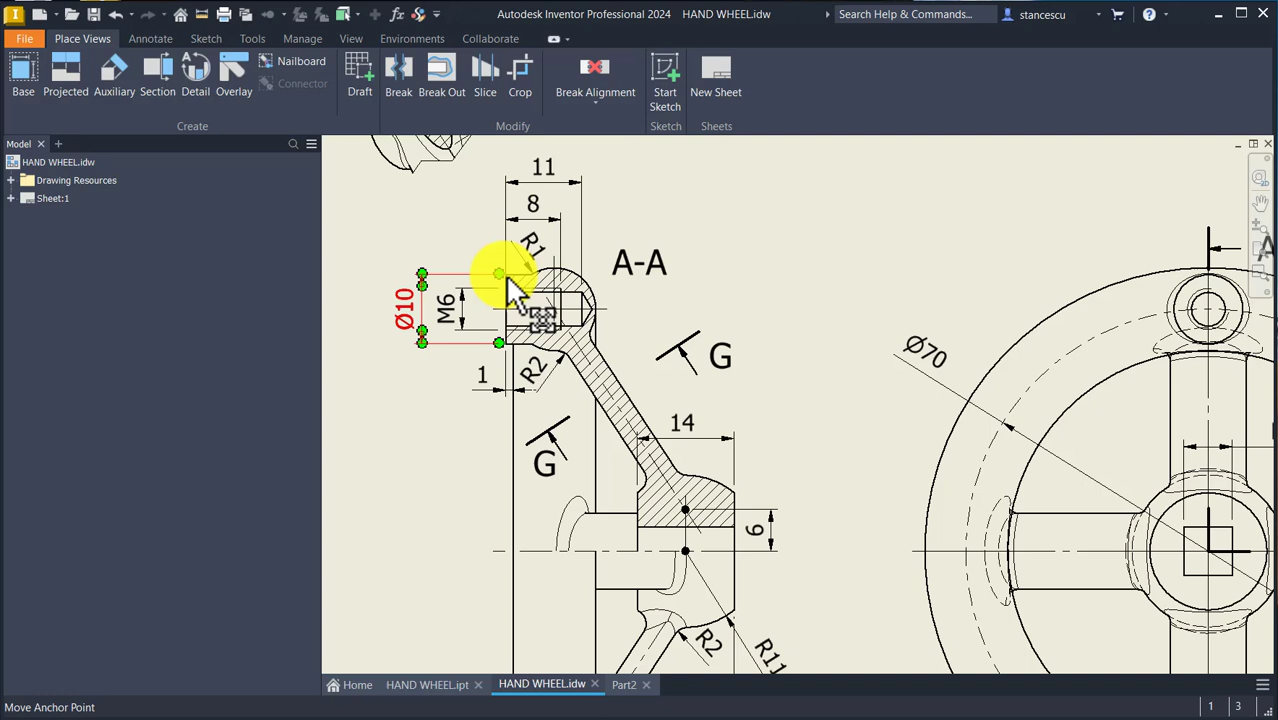 Autodesk Inventor Professional 2024 HAND WHEEL.idw
Search Help & Commands...
stancescu
File
Place Views
Annotate
Sketch
Tools
Manage
View
Environments
Collaborate
Base
Projected
Auxiliary
Section
Detail
Overlay
Nailboard
Connector
Draft
Break
Break Out
Slice
Crop
Break Alignment
Start
Sketch
New Sheet
Create
Modify
Sketch
Sheets
Model
HAND WHEEL.idw
Drawing Resources
Sheet:1
11
8
R1
A-A
A
Ø10
M6
G
Ø70
1
R2
14
G
6
R2
R11
Home
HAND WHEEL.ipt
HAND WHEEL.idw
Part2
Move Anchor Point
1
3